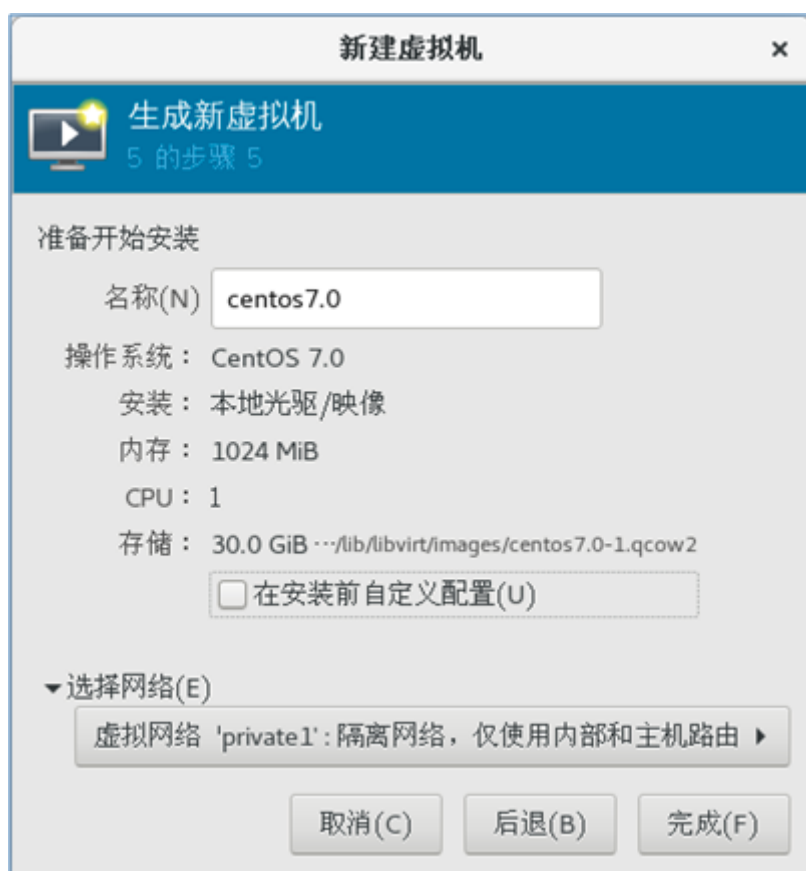 新建虚拟机 ×
生成新虚拟机
5 的步骤 5
准备开始安装
名称(N) centos7.0
操作系统： CentOS 7.0
安装： 本地光驱/映像
内存： 1024 MiB
CPU： 1
存储： 30.0 GiB ···/lib/libvirt/images/centos7.0-1.qcow2
在安装前自定义配置(U)
选择网络(E)
虚拟网络 'private1'：隔离网络，仅使用内部和主机路由
取消(C) 后退(B) 完成(F)